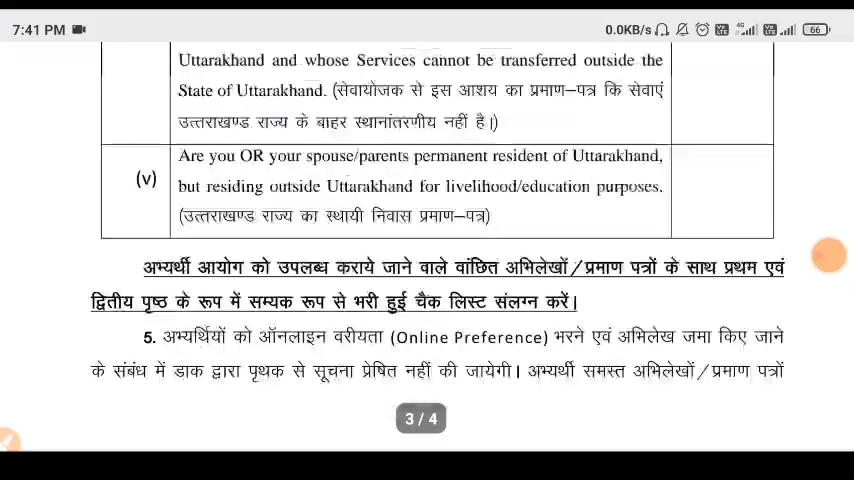 7:41 PM
0.0KB/s 4G 66
Uttarakhand and whose Services cannot be transferred outside the
State of Uttarakhand. (सेवायोजक से इस आशय का प्रमाण–पत्र कि सेवाएं
उत्तराखण्ड राज्य के बाहर स्थानांतरणीय नहीं है।)
(v) Are you OR your spouse/parents permanent resident of Uttarakhand,
but residing outside Uttarakhand for livelihood/education purposes.
(उत्तराखण्ड राज्य का स्थायी निवास प्रमाण–पत्र)
अभ्यर्थी आयोग को उपलब्ध कराये जाने वाले वांछित अभिलेखों/प्रमाण पत्रों के साथ प्रथम एवं
द्वितीय पृष्ठ के रूप में सम्यक रूप से भरी हुई चैक लिस्ट संलग्न करें।
5. अभ्यर्थियों को ऑनलाइन वरीयता (Online Preference) भरने एवं अभिलेख जमा किए जाने
के संबंध में डाक द्वारा पृथक से सूचना प्रेषित नहीं की जायेगी। अभ्यर्थी समस्त अभिलेखों/प्रमाण पत्रों
3 / 4